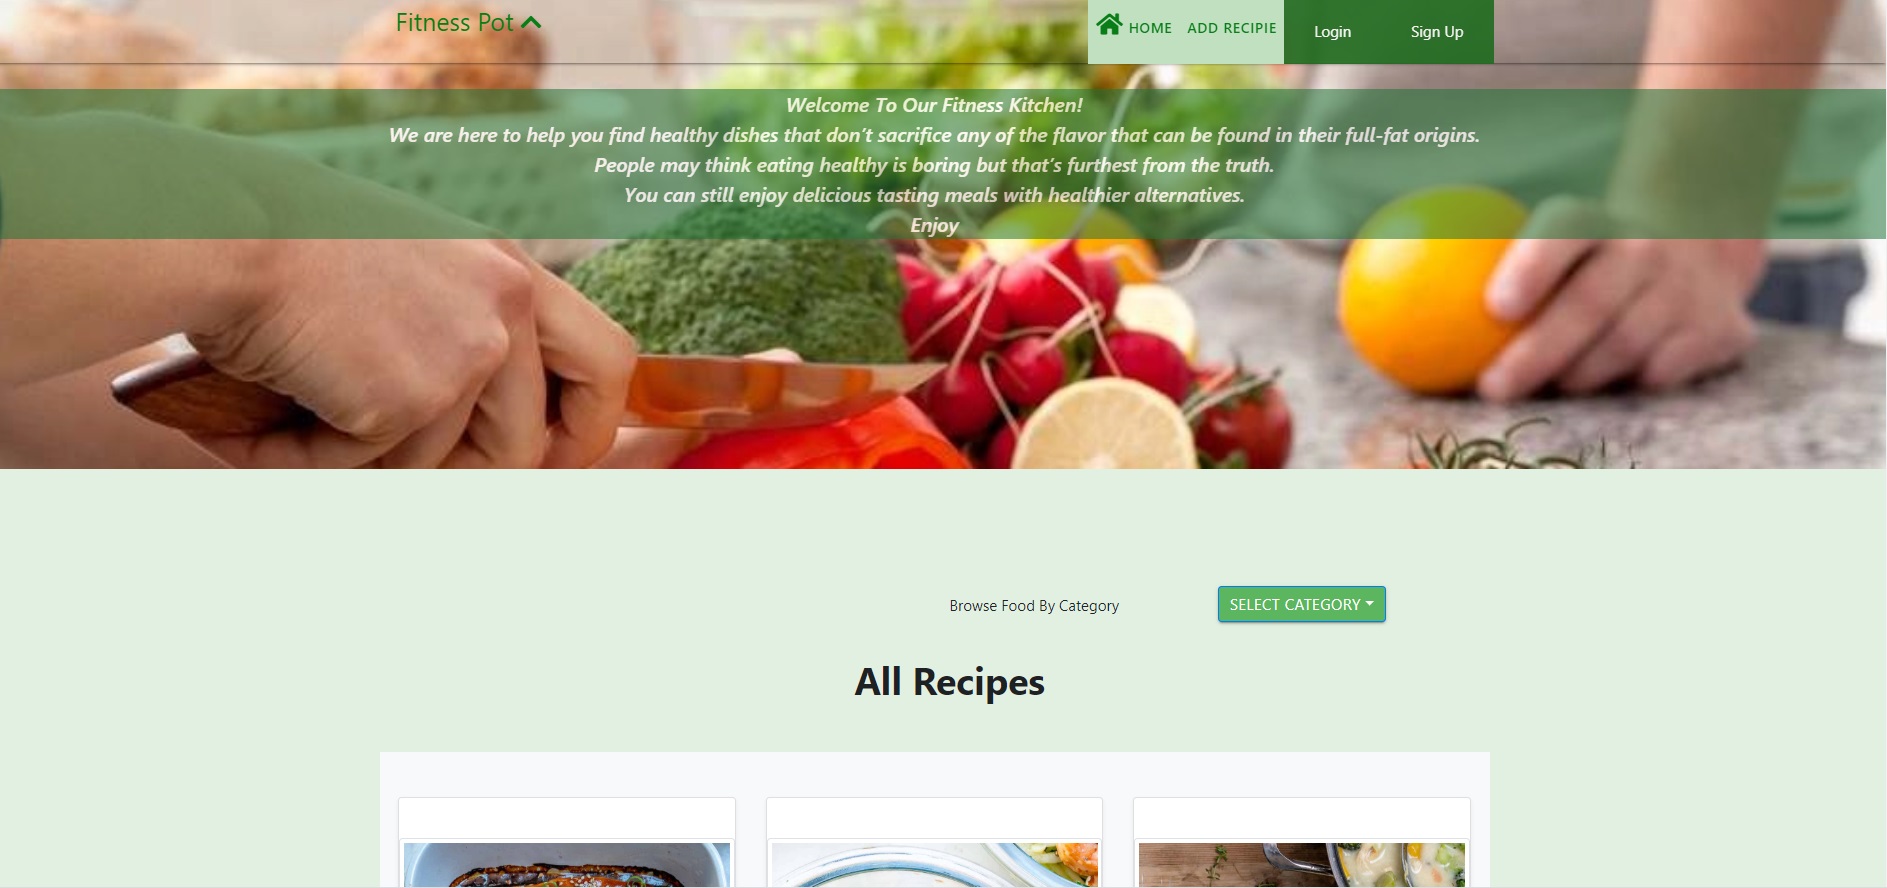 Fitness Pot
HOME ADD RECIPIE Login Sign Up
Welcome To Our Fitness Kitchen!
We are here to help you find healthy dishes that don’t sacrifice any of the flavor that can be found in their full-fat origins.
People may think eating healthy is boring but that’s furthest from the truth.
You can still enjoy delicious tasting meals with healthier alternatives.
Enjoy
Browse Food By Category
SELECT CATEGORY
All Recipes